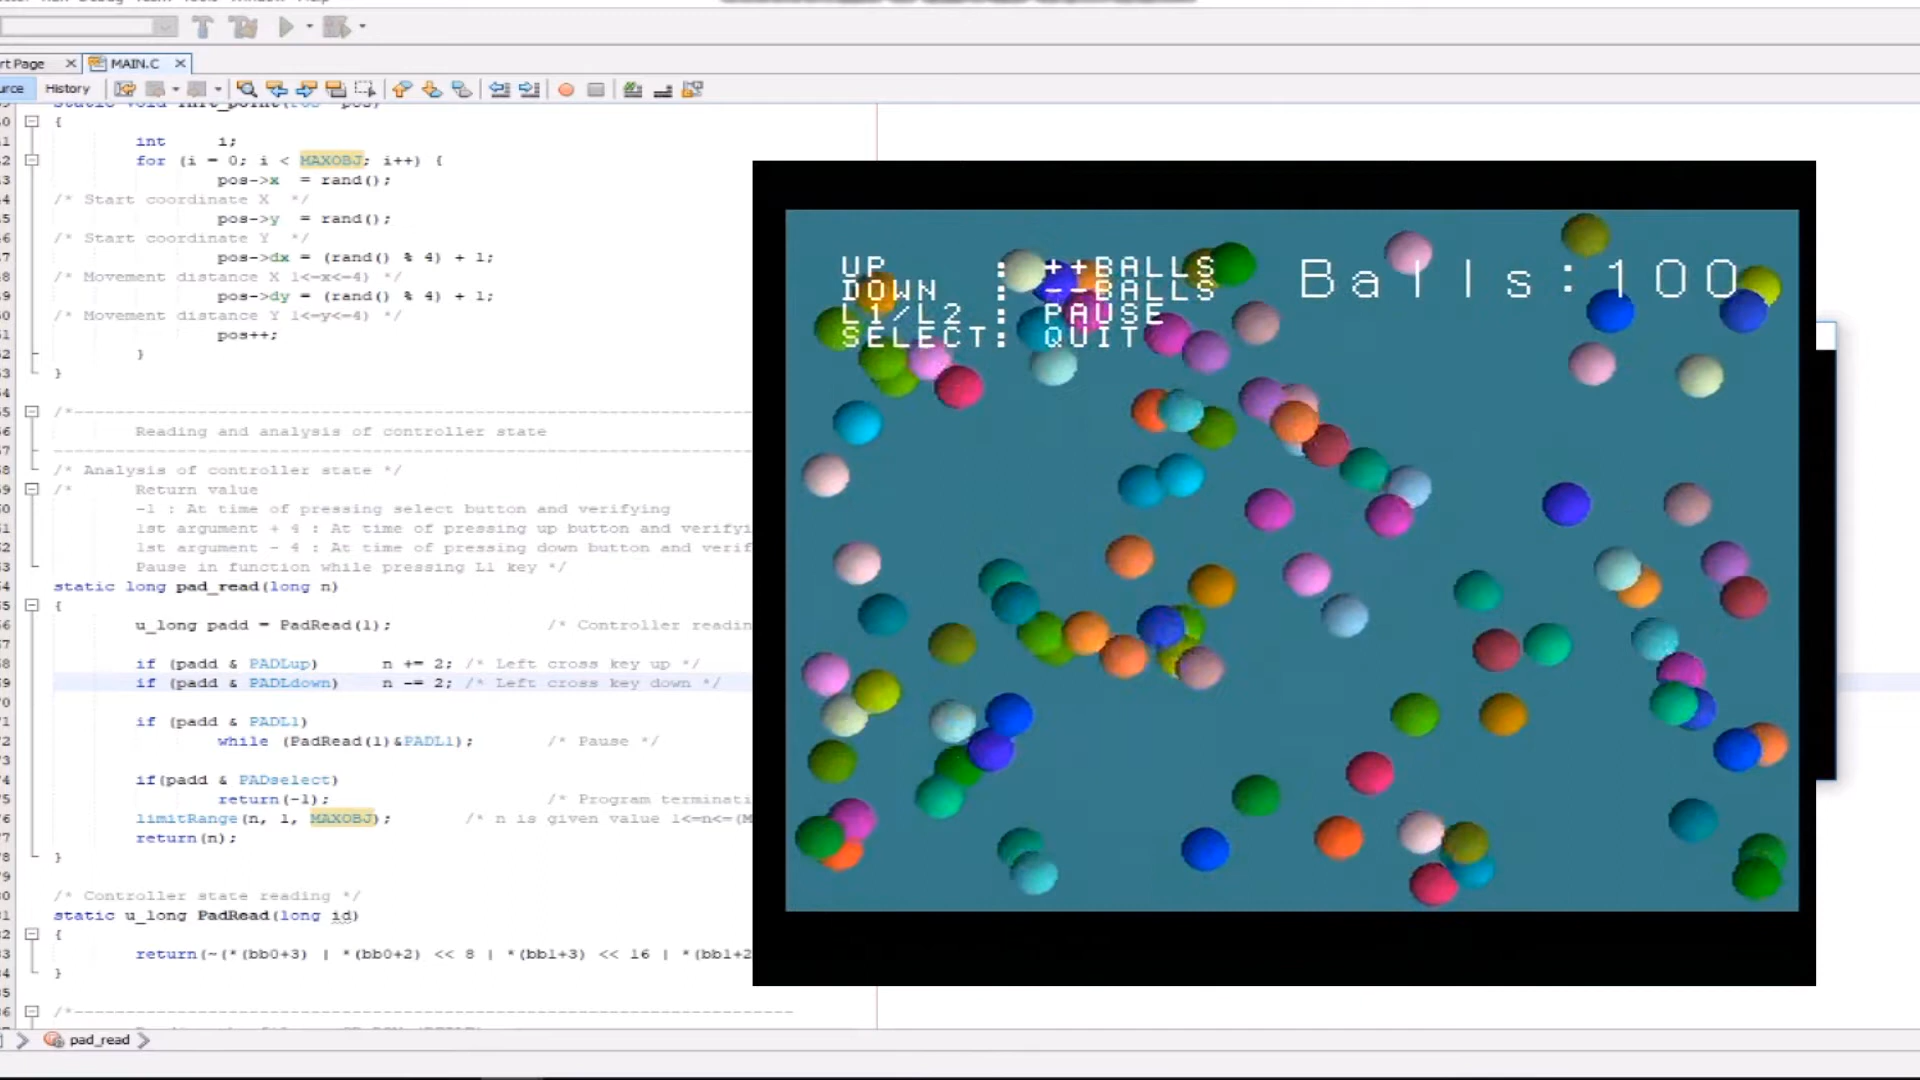 rt Page MAIN.C
urce History
{
int i;
for (i = 0; i < MAXOBJ; i++) {
pos->x = rand();
/* Start coordinate X */
pos->y = rand();
/* Start coordinate Y */
pos->dx = (rand() % 4) + 1;
/* Movement distance X 1<=x<=4) */
pos->dy = (rand() % 4) + 1;
/* Movement distance Y 1<=y<=4) */
pos++;
}
}
/*
Reading and analysis of controller state
/* Analysis of controller state */
/* Return value
-1 : At time of pressing select button and verifying
1st argument + 4 : At time of pressing up button and verifyi
1st argument - 4 : At time of pressing down button and verif
Pause in function while pressing L1 key */
static long pad_read(long n)
{
u_long padd = PadRead(1); /* Controller readin
if (padd & PADLup) n += 2; /* Left cross key up */
if (padd & PADLdown) n -= 2; /* Left cross key down */
if (padd & PADL1)
while (PadRead(1)&PADL1); /* Pause */
if(padd & PADselect)
return(-1); /* Program terminati
limitRange(n, 1, MAXOBJ); /* n is given value 1<=n<=(M
return(n);
}
/* Controller state reading */
static u_long PadRead(long id)
{
return(~(*(bb0+3) | *(bb0+2) << 8 | *(bb1+3) << 16 | *(bb1+2
}
/*
pad_read
UP : ++BALLS
DOWN : --BALLS
L1/L2 : PAUSE
SELECT: QUIT
Balls:100